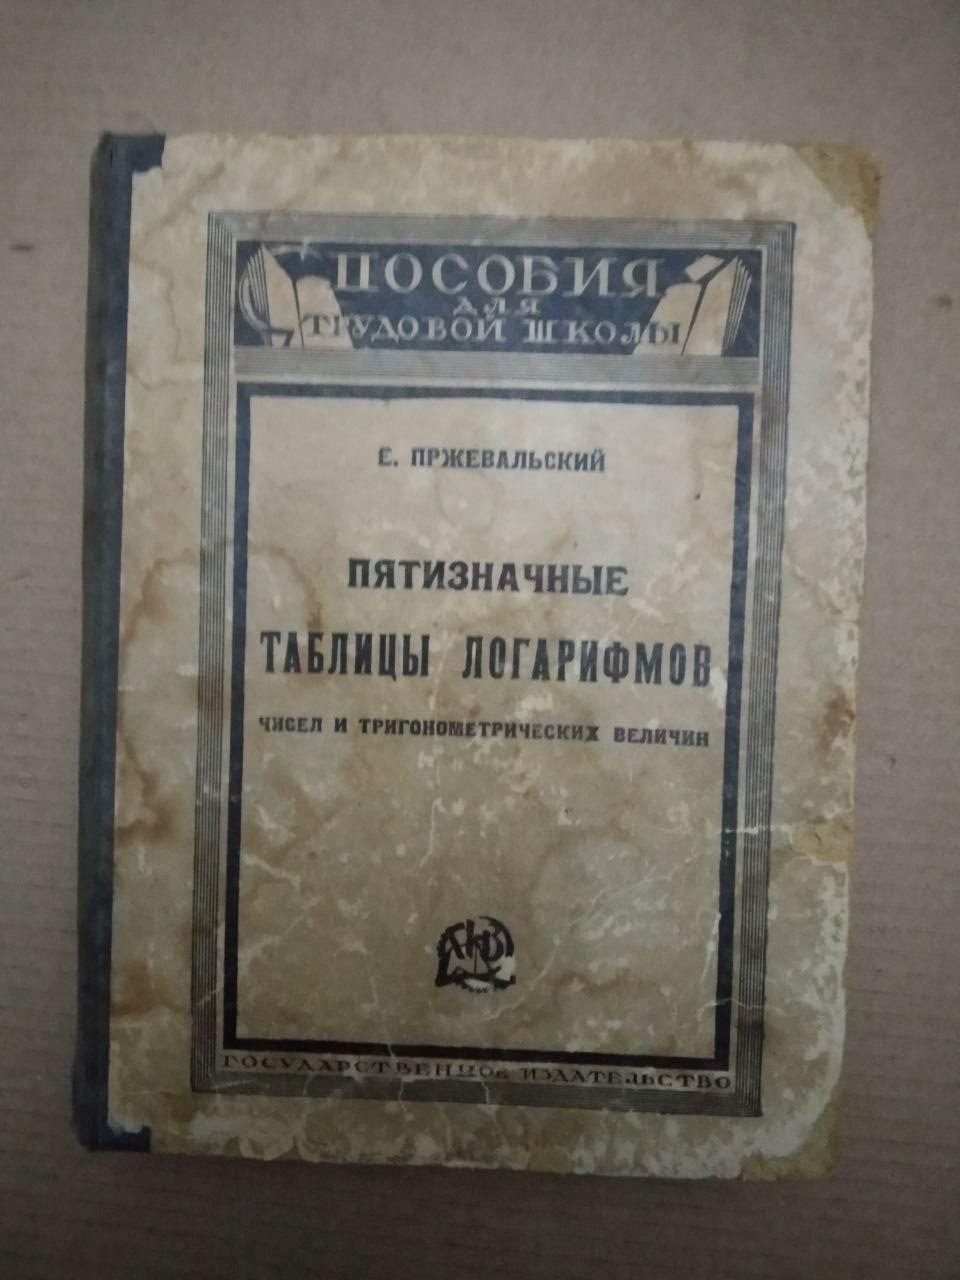 ПОСОБИЯ
ДЛЯ
ТРУДОВОЙ ШКОЛЫ
Е. ПРЖЕВАЛЬСКИЙ
ПЯТИЗНАЧНЫЕ
ТАБЛИЦЫ ЛОГАРИФМОВ
ЧИСЕЛ И ТРИГОНОМЕТРИЧЕСКИХ ВЕЛИЧИН
ГОСУДАРСТВЕННОЕ ИЗДАТЕЛЬСТВО